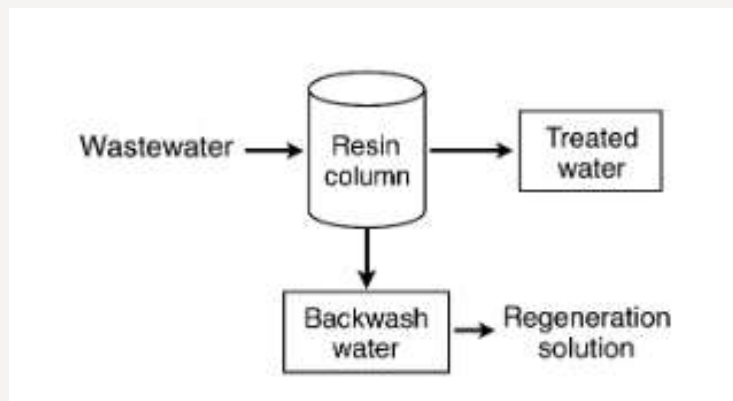 Wastewater
Resin
column
Treated
water
Backwash
water
Regeneration
solution